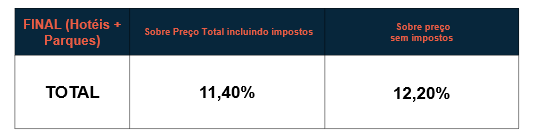 FINAL (Hotéis +
Parques)
Sobre Preço Total incluindo impostos
Sobre preço
sem impostos
TOTAL
11,40%
12,20%